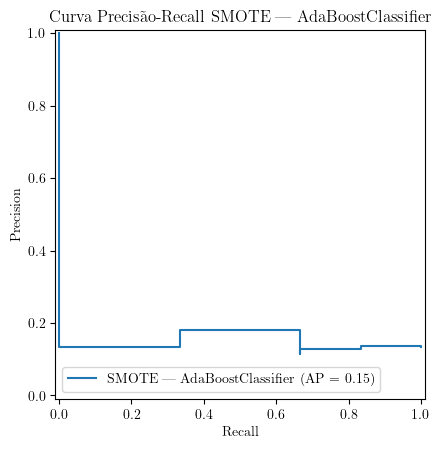 Curva Precisão-Recall SMOTE — AdaBoostClassifier
1.0
0.8
0.6
0.4
0.2
0.0
Precision
SMOTE — AdaBoostClassifier (AP = 0.15)
0.0 0.2 0.4 0.6 0.8 1.0
Recall